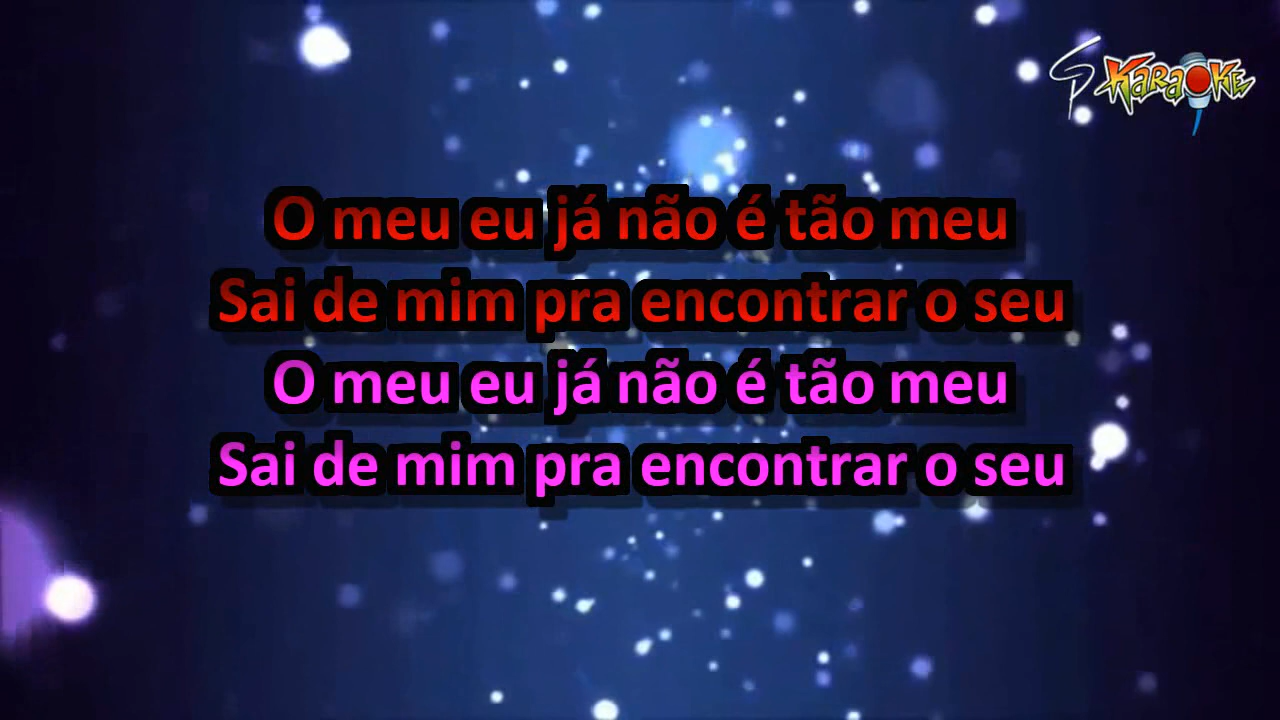 SP KaraoKe
O meu eu já não é tão meu
Sai de mim pra encontrar o seu
O meu eu já não é tão meu
Sai de mim pra encontrar o seu